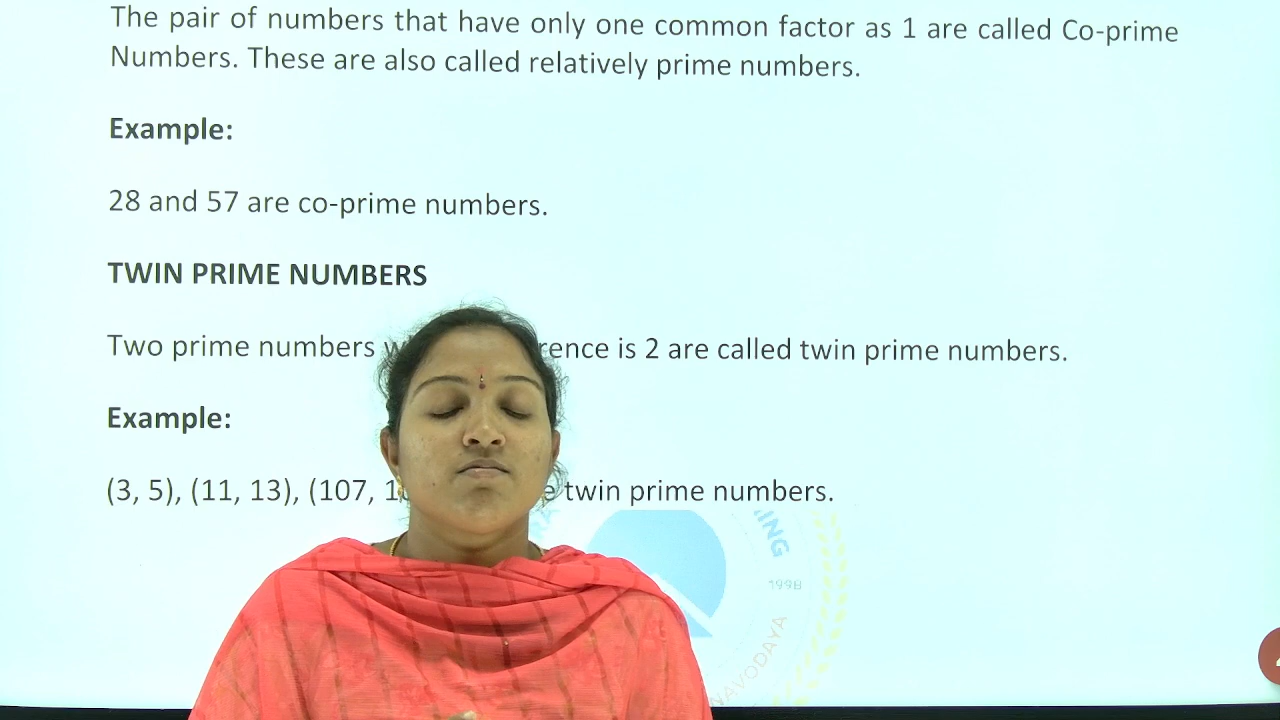 The pair of numbers that have only one common factor as 1 are called Co-prime
Numbers. These are also called relatively prime numbers.
Example:
28 and 57 are co-prime numbers.
TWIN PRIME NUMBERS
Two prime numbers is 2 are called twin prime numbers.
Example:
(3, 5), (11, 13), (107, twin prime numbers.
1998
NAVODAYA